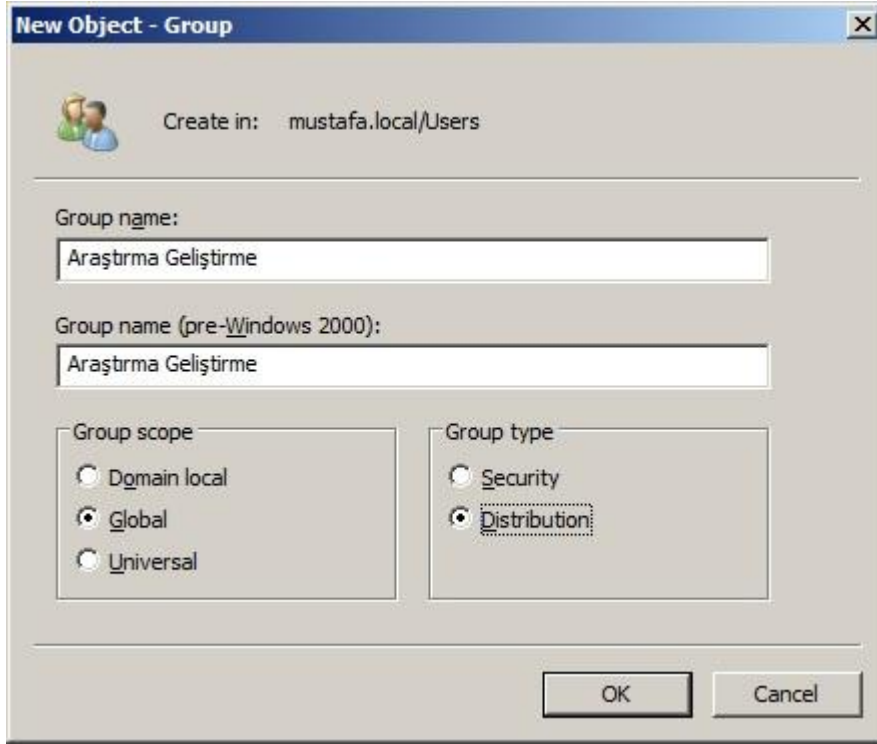 New Object - Group
Create in: mustafa.local/Users
Group name:
Araştırma Geliştirme
Group name (pre-Windows 2000):
Araştırma Geliştirme
Group scope
Domain local
Global
Universal
Group type
Security
Distribution
OK
Cancel